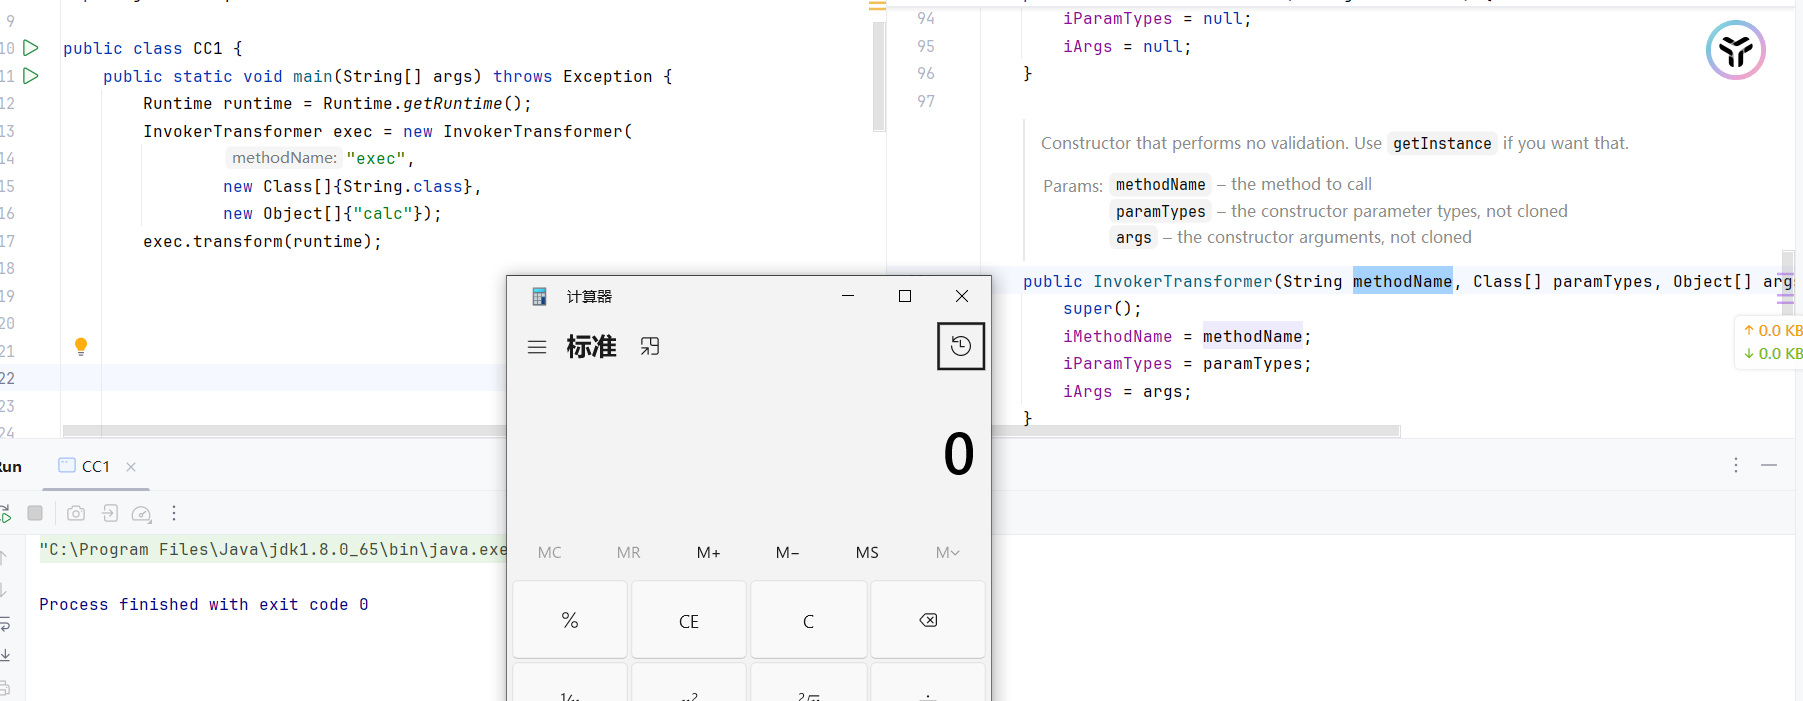 9
10 public class CC1 {
11 public static void main(String[] args) throws Exception {
12 Runtime runtime = Runtime.getRuntime();
13 InvokerTransformer exec = new InvokerTransformer(
14 methodName: "exec",
15 new Class[]{String.class},
16 new Object[]{"calc"});
17 exec.transform(runtime);
18
19
20
21
22
23
24
94 iParamTypes = null;
95 iArgs = null;
96 }
97
Constructor that performs no validation. Use getInstance if you want that.
Params: methodName – the method to call
paramTypes – the constructor parameter types, not cloned
args – the constructor arguments, not cloned
public InvokerTransformer(String methodName, Class[] paramTypes, Object[] arg
super();
iMethodName = methodName;
iParamTypes = paramTypes;
iArgs = args;
}
↑ 0.0 KB
↓ 0.0 KB
计算器
标准
0
MC MR M+ M− MS M˅
% CE C
Run CC1
"C:\Program Files\Java\jdk1.8.0_65\bin\java.exe
Process finished with exit code 0